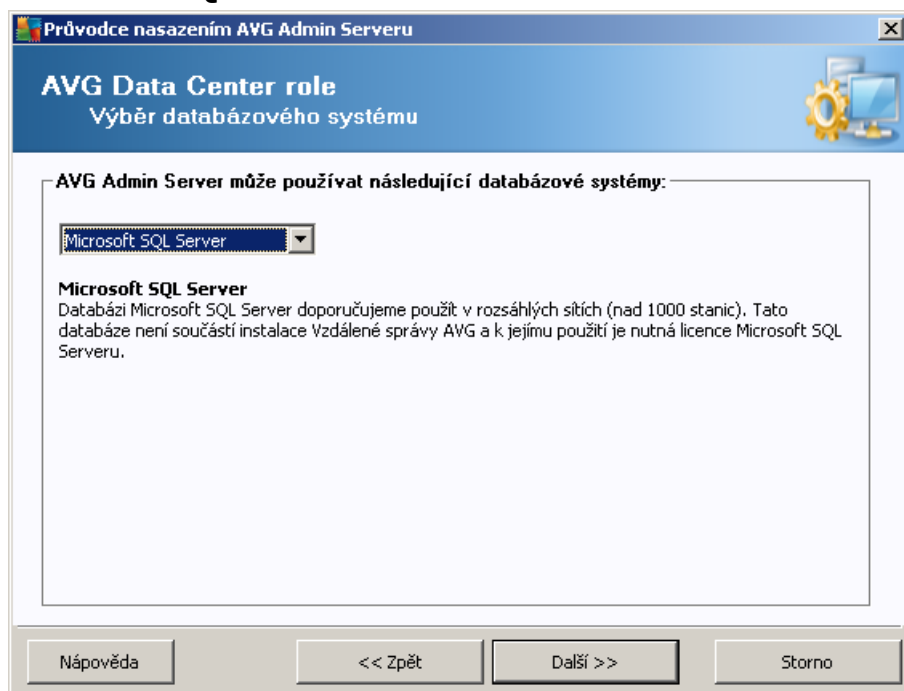 Průvodce nasazením AVG Admin Serveru
AVG Data Center role
Výběr databázového systému
AVG Admin Server může používat následující databázové systémy:
Microsoft SQL Server
Microsoft SQL Server
Databázi Microsoft SQL Server doporučujeme použít v rozsáhlých sítích (nad 1000 stanic). Tato
databáze není součástí instalace Vzdálené správy AVG a k jejímu použití je nutná licence Microsoft SQL
Serveru.
Nápověda
<< Zpět
Další >>
Storno